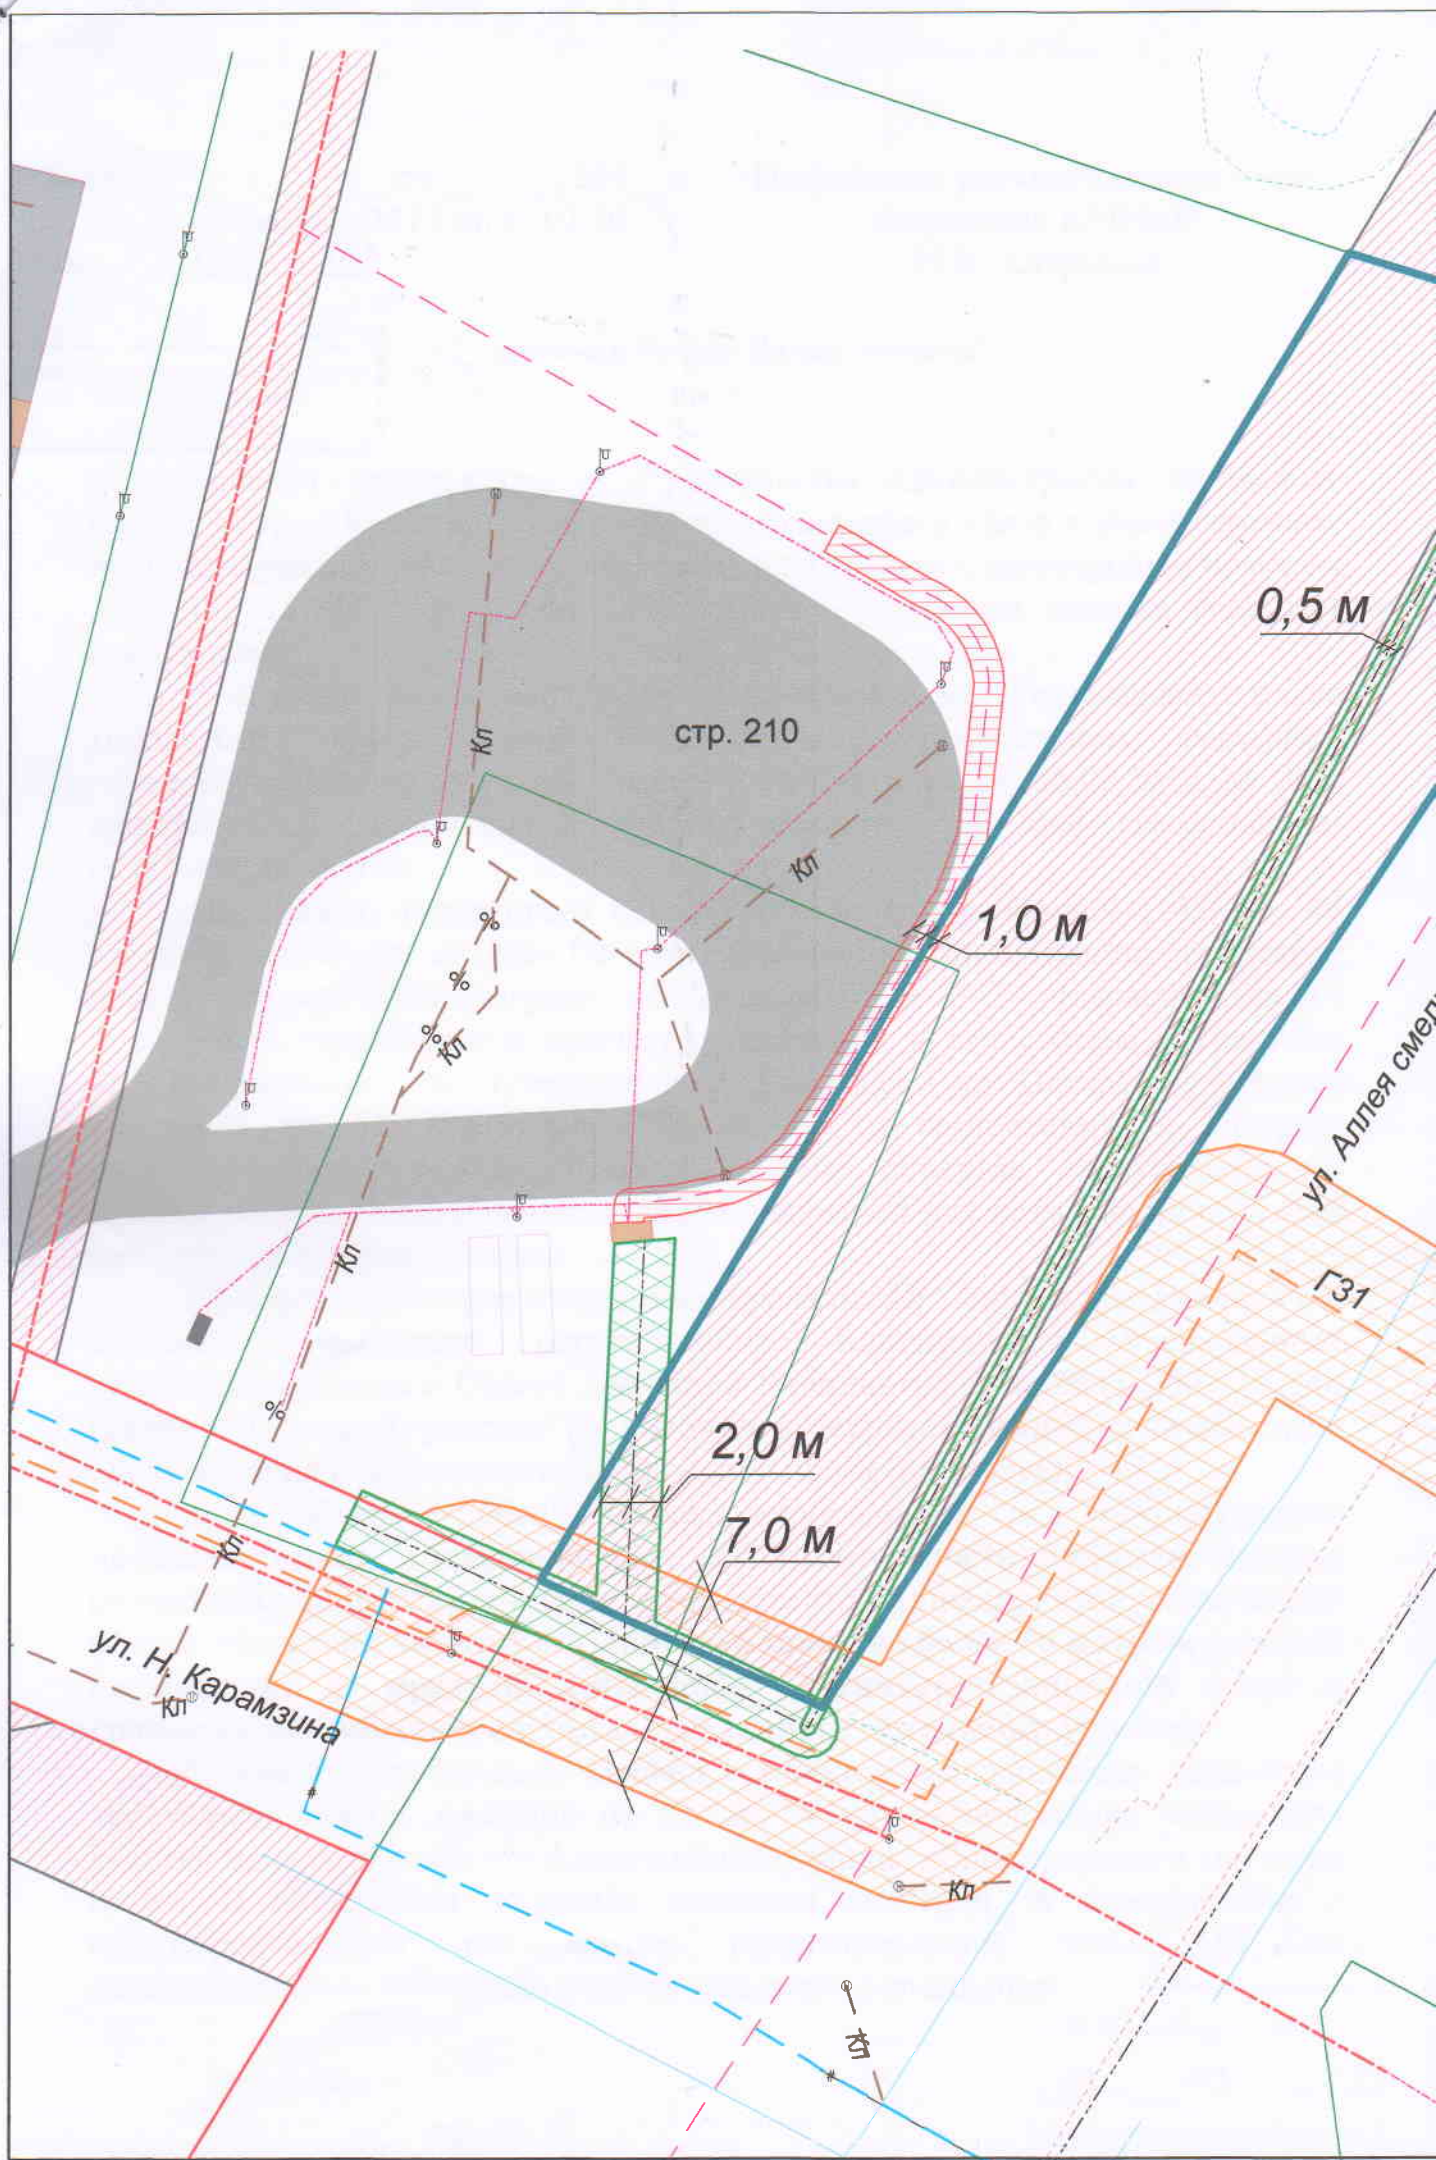 0,5 м
стр. 210
Кл
Кл
1,0 м
%
%
%
Кл
ул. Аллея смел
Г31
Кл
%
2,0 м
7,0 м
Кл
ул. Н. Карамзина
Кл
#
Кл
#
Кл